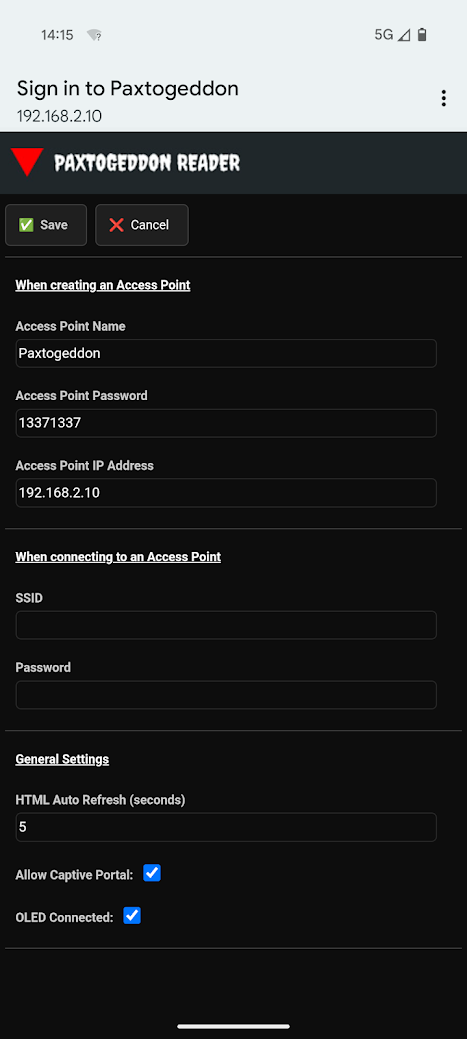 14:15
5G
Sign in to Paxtogeddon
192.168.2.10
PAXTOGEDDON READER
Save
Cancel
When creating an Access Point
Access Point Name
Paxtogeddon
Access Point Password
13371337
Access Point IP Address
192.168.2.10
When connecting to an Access Point
SSID
Password
General Settings
HTML Auto Refresh (seconds)
5
Allow Captive Portal:
OLED Connected: